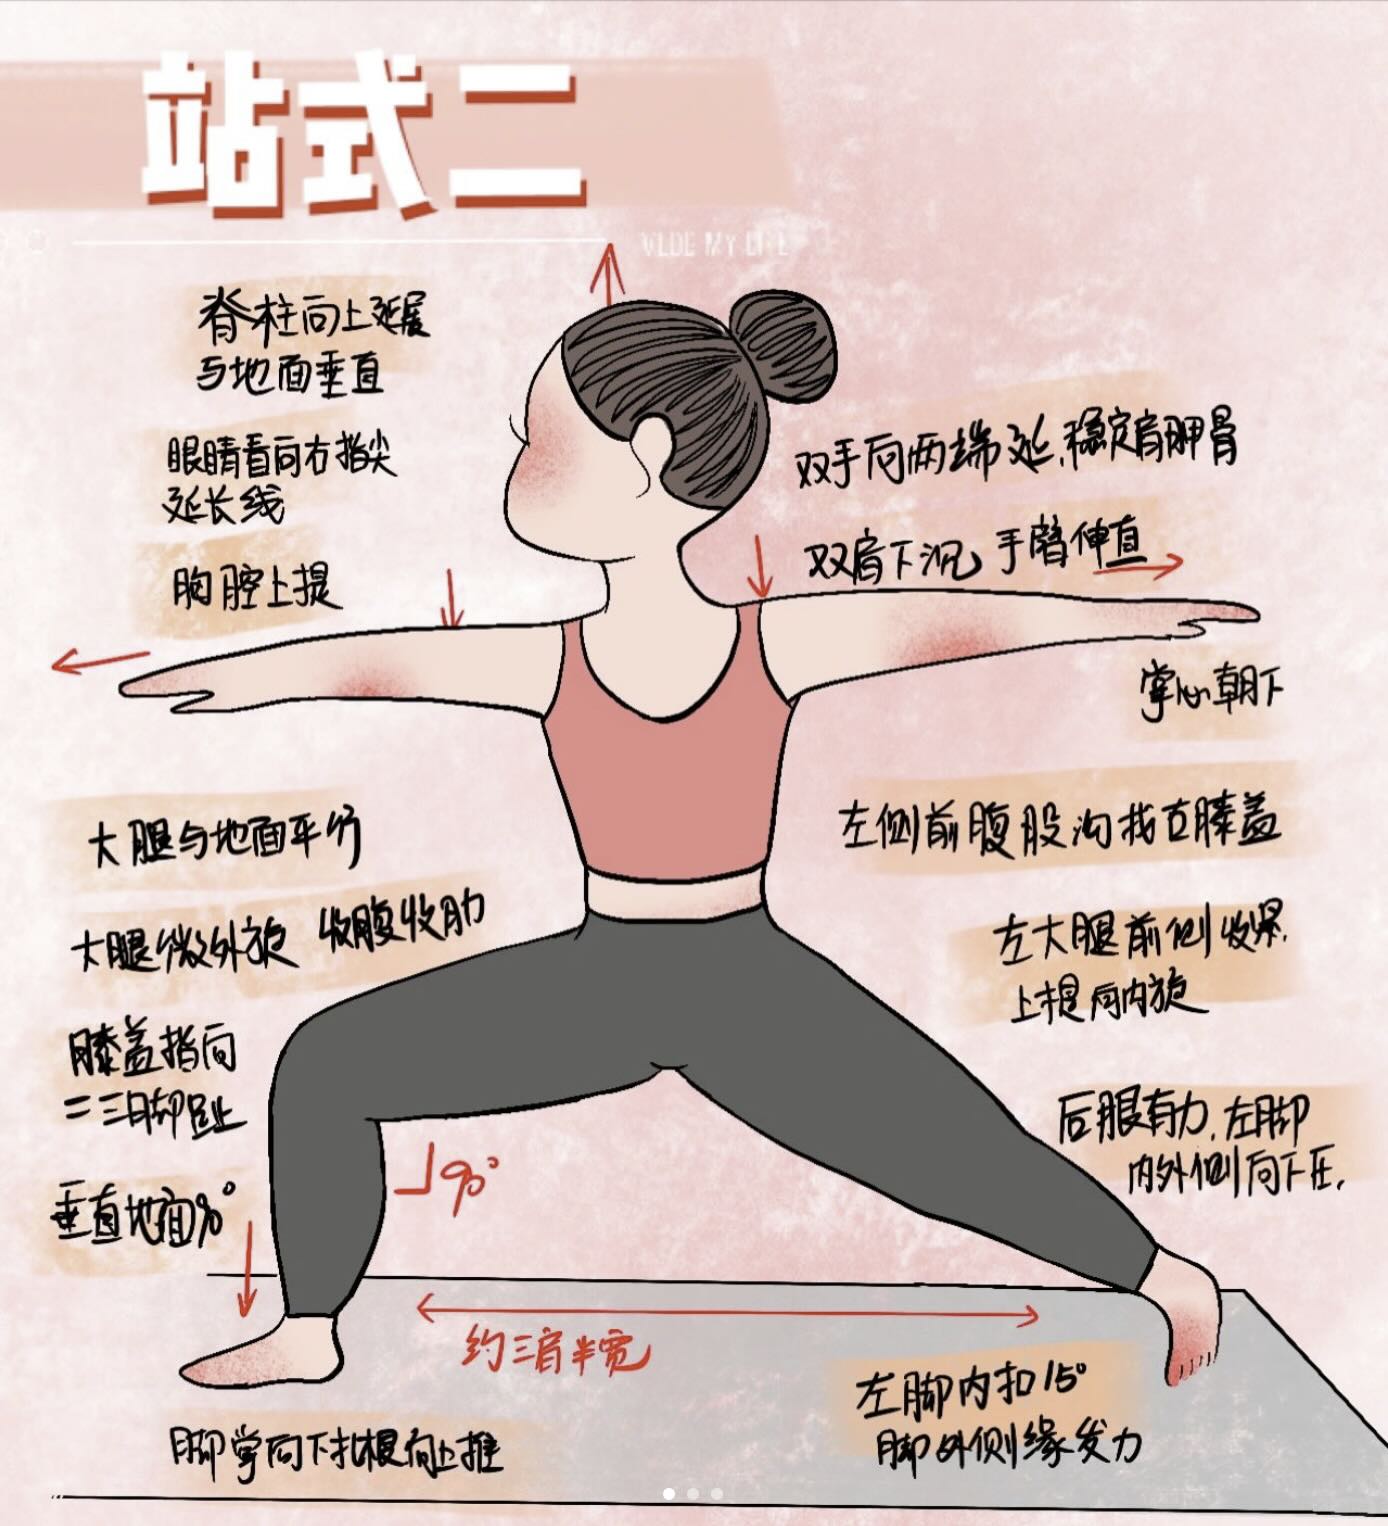 站式二
脊柱向上延展
与地面垂直
眼睛看向右指尖
延长线
胸腔上提
双手向两端延,稳定肩胛骨
双肩下沉 手臂伸直
掌心朝下
大腿与地面平行
大腿微外旋 收腹收肋
膝盖指向
二三脚趾
垂直地面90°
90°
左侧前腹股沟找右膝盖
左大腿前侧收紧,
上提向内旋
后腿有力,左脚
内外侧向下压,
约三肩半宽
左脚内扣15°
脚外侧缘发力
脚掌向下扎根向上推